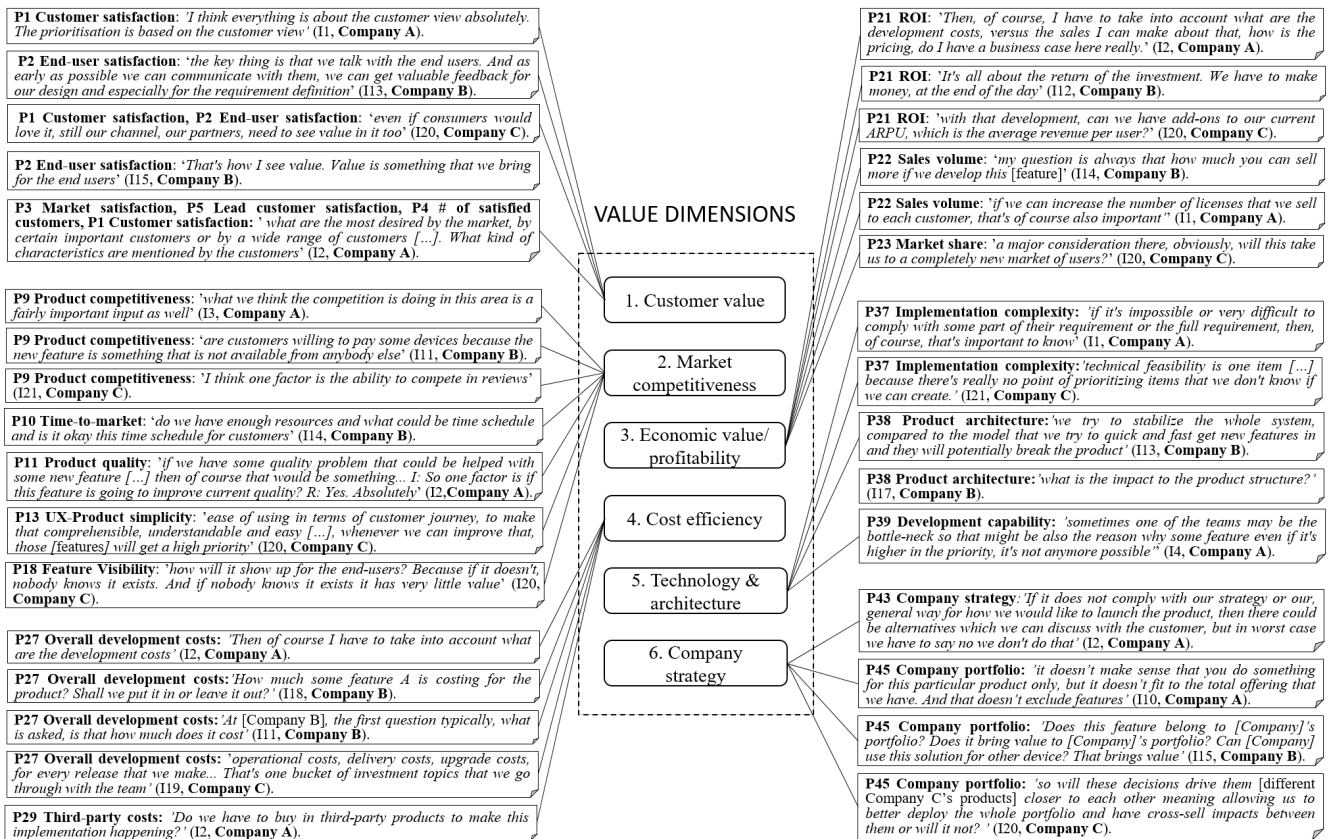 P1 Customer satisfaction: 'I think everything is about the customer view absolutely.
The prioritisation is based on the customer view' (I1, Company A).
P2 End-user satisfaction: 'the key thing is that we talk with the end users. And as
early as possible we can communicate with them, we can get valuable feedback for
our design and especially for the requirement definition' (I13, Company B).
P1 Customer satisfaction, P2 End-user satisfaction: 'even if consumers would
love it, still our channel, our partners, need to see value in it too' (I20, Company C).
P2 End-user satisfaction: 'That's how I see value. Value is something that we bring
for the end users' (I15, Company B).
P3 Market satisfaction, P5 Lead customer satisfaction, P4 # of satisfied
customers, P1 Customer satisfaction: ' what are the most desired by the market, by
certain important customers or by a wide range of customers [...]. What kind of
characteristics are mentioned by the customers' (I2, Company A).
P9 Product competitiveness: 'what we think the competition is doing in this area is a
fairly important input as well' (I3, Company A).
P9 Product competitiveness: 'are customers willing to pay some devices because the
new feature is something that is not available from anybody else' (I11, Company B).
P9 Product competitiveness: 'I think one factor is the ability to compete in reviews'
(I21, Company C).
P10 Time-to-market: 'do we have enough resources and what could be time schedule
and is it okay this time schedule for customers' (I14, Company B).
P11 Product quality: 'if we have some quality problem that could be helped with
some new feature [...] then of course that would be something... I: So one factor is if
this feature is going to improve current quality? R: Yes. Absolutely' (I2,Company A).
P13 UX-Product simplicity: 'ease of using in terms of customer journey, to make
that comprehensible, understandable and easy [...], whenever we can improve that,
those [features] will get a high priority' (I20, Company C).
P18 Feature Visibility: 'how will it show up for the end-users? Because if it doesn't,
nobody knows it exists. And if nobody knows it exists it has very little value' (I20,
Company C).
P27 Overall development costs: 'Then of course I have to take into account what
are the development costs' (I2, Company A).
P27 Overall development costs:'How much some feature A is costing for the
product? Shall we put it in or leave it out?' (I18, Company B).
P27 Overall development costs:'At [Company B], the first question typically, what
is asked, is that how much does it cost' (I11, Company B).
P27 Overall development costs: 'operational costs, delivery costs, upgrade costs,
for every release that we make... That's one bucket of investment topics that we go
through with the team' (I19, Company C).
P29 Third-party costs: 'Do we have to buy in third-party products to make this
implementation happening?' (I2, Company A).
VALUE DIMENSIONS
1. Customer value
2. Market
competitiveness
3. Economic value/
profitability
4. Cost efficiency
5. Technology &
architecture
6. Company
strategy
P21 ROI: 'Then, of course, I have to take into account what are the
development costs, versus the sales I can make about that, how is the
pricing, do I have a business case here really.' (I2, Company A).
P21 ROI: 'It's all about the return of the investment. We have to make
money, at the end of the day' (I12, Company B).
P21 ROI: 'with that development, can we have add-ons to our current
ARPU, which is the average revenue per user?' (I20, Company C).
P22 Sales volume: 'my question is always that how much you can sell
more if we develop this [feature]' (I14, Company B).
P22 Sales volume: 'if we can increase the number of licenses that we sell
to each customer, that's of course also important'' (I1, Company A).
P23 Market share: 'a major consideration there, obviously, will this take
us to a completely new market of users?' (I20, Company C).
P37 Implementation complexity: 'if it's impossible or very difficult to
comply with some part of their requirement or the full requirement, then,
of course, that's important to know' (I1, Company A).
P37 Implementation complexity:'technical feasibility is one item [...]
because there's really no point of prioritizing items that we don't know if
we can create.' (I21, Company C).
P38 Product architecture:'we try to stabilize the whole system,
compared to the model that we try to quick and fast get new features in
and they will potentially break the product' (I13, Company B).
P38 Product architecture:'what is the impact to the product structure?'
(I17, Company B).
P39 Development capability: 'sometimes one of the teams may be the
bottle-neck so that might be also the reason why some feature even if it's
higher in the priority, it's not anymore possible'' (I4, Company A).
P43 Company strategy:'If it does not comply with our strategy or our,
general way for how we would like to launch the product, then there could
be alternatives which we can discuss with the customer, but in worst case
we have to say no we don't do that' (I2, Company A).
P45 Company portfolio: 'it doesn't make sense that you do something
for this particular product only, but it doesn't fit to the total offering that
we have. And that doesn't exclude features' (I10, Company A).
P45 Company portfolio: 'Does this feature belong to [Company]'s
portfolio? Does it bring value to [Company]'s portfolio? Can [Company]
use this solution for other device? That brings value' (I15, Company B).
P45 Company portfolio: 'so will these decisions drive them [different
Company C's products] closer to each other meaning allowing us to
better deploy the whole portfolio and have cross-sell impacts between
them or will it not? ' (I20, Company C).